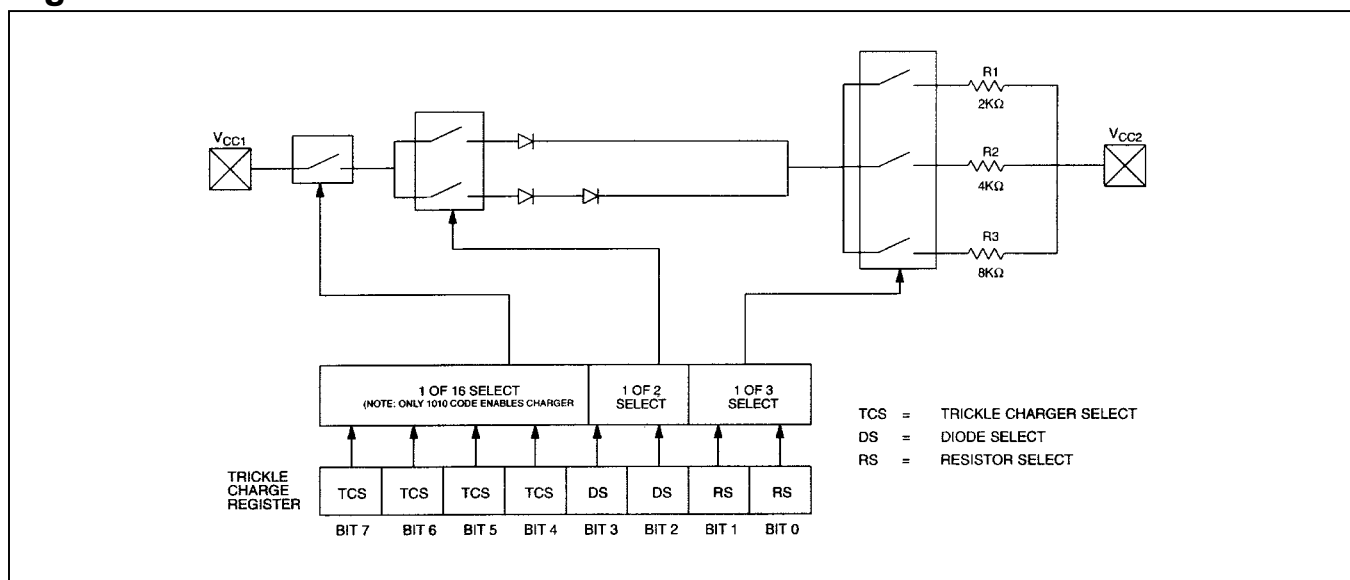 VCC1
R1
2KΩ
R2
4KΩ
R3
8KΩ
VCC2
1 OF 16 SELECT
(NOTE: ONLY 1010 CODE ENABLES CHARGER
1 OF 2
SELECT
1 OF 3
SELECT
TCS = TRICKLE CHARGER SELECT
DS = DIODE SELECT
RS = RESISTOR SELECT
TRICKLE
CHARGE
REGISTER
TCS TCS TCS TCS DS DS RS RS
BIT 7 BIT 6 BIT 5 BIT 4 BIT 3 BIT 2 BIT 1 BIT 0